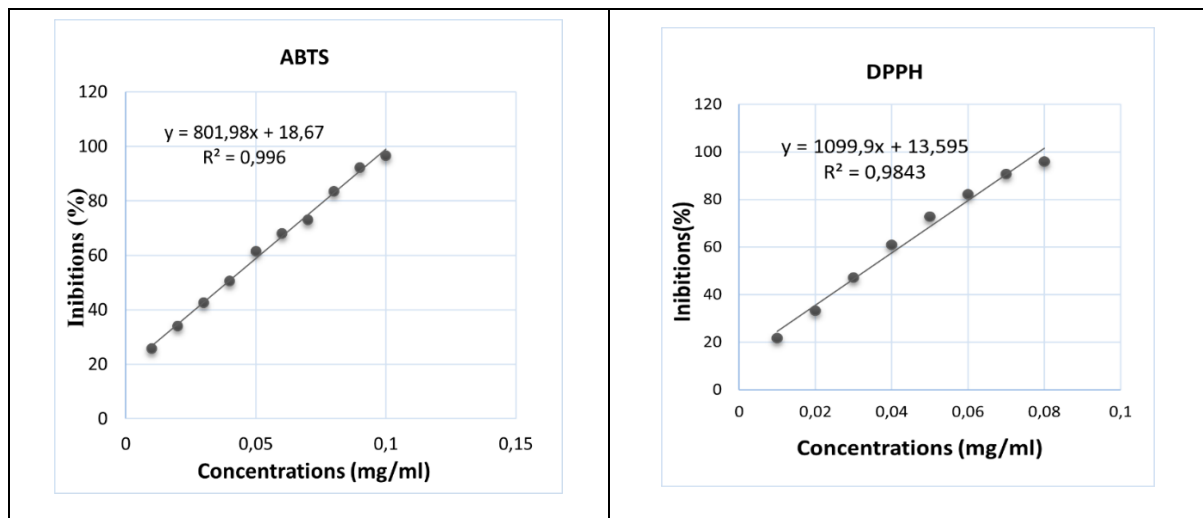 ABTS
120
100
80
60
40
20
0
Inibitions (%)
y = 801,98x + 18,67
R² = 0,996
0
0,05
0,1
0,15
Concentrations (mg/ml)
DPPH
120
100
80
60
40
20
0
Inibitions(%)
y = 1099,9x + 13,595
R² = 0,9843
0
0,02
0,04
0,06
0,08
0,1
Concentrations (mg/ml)